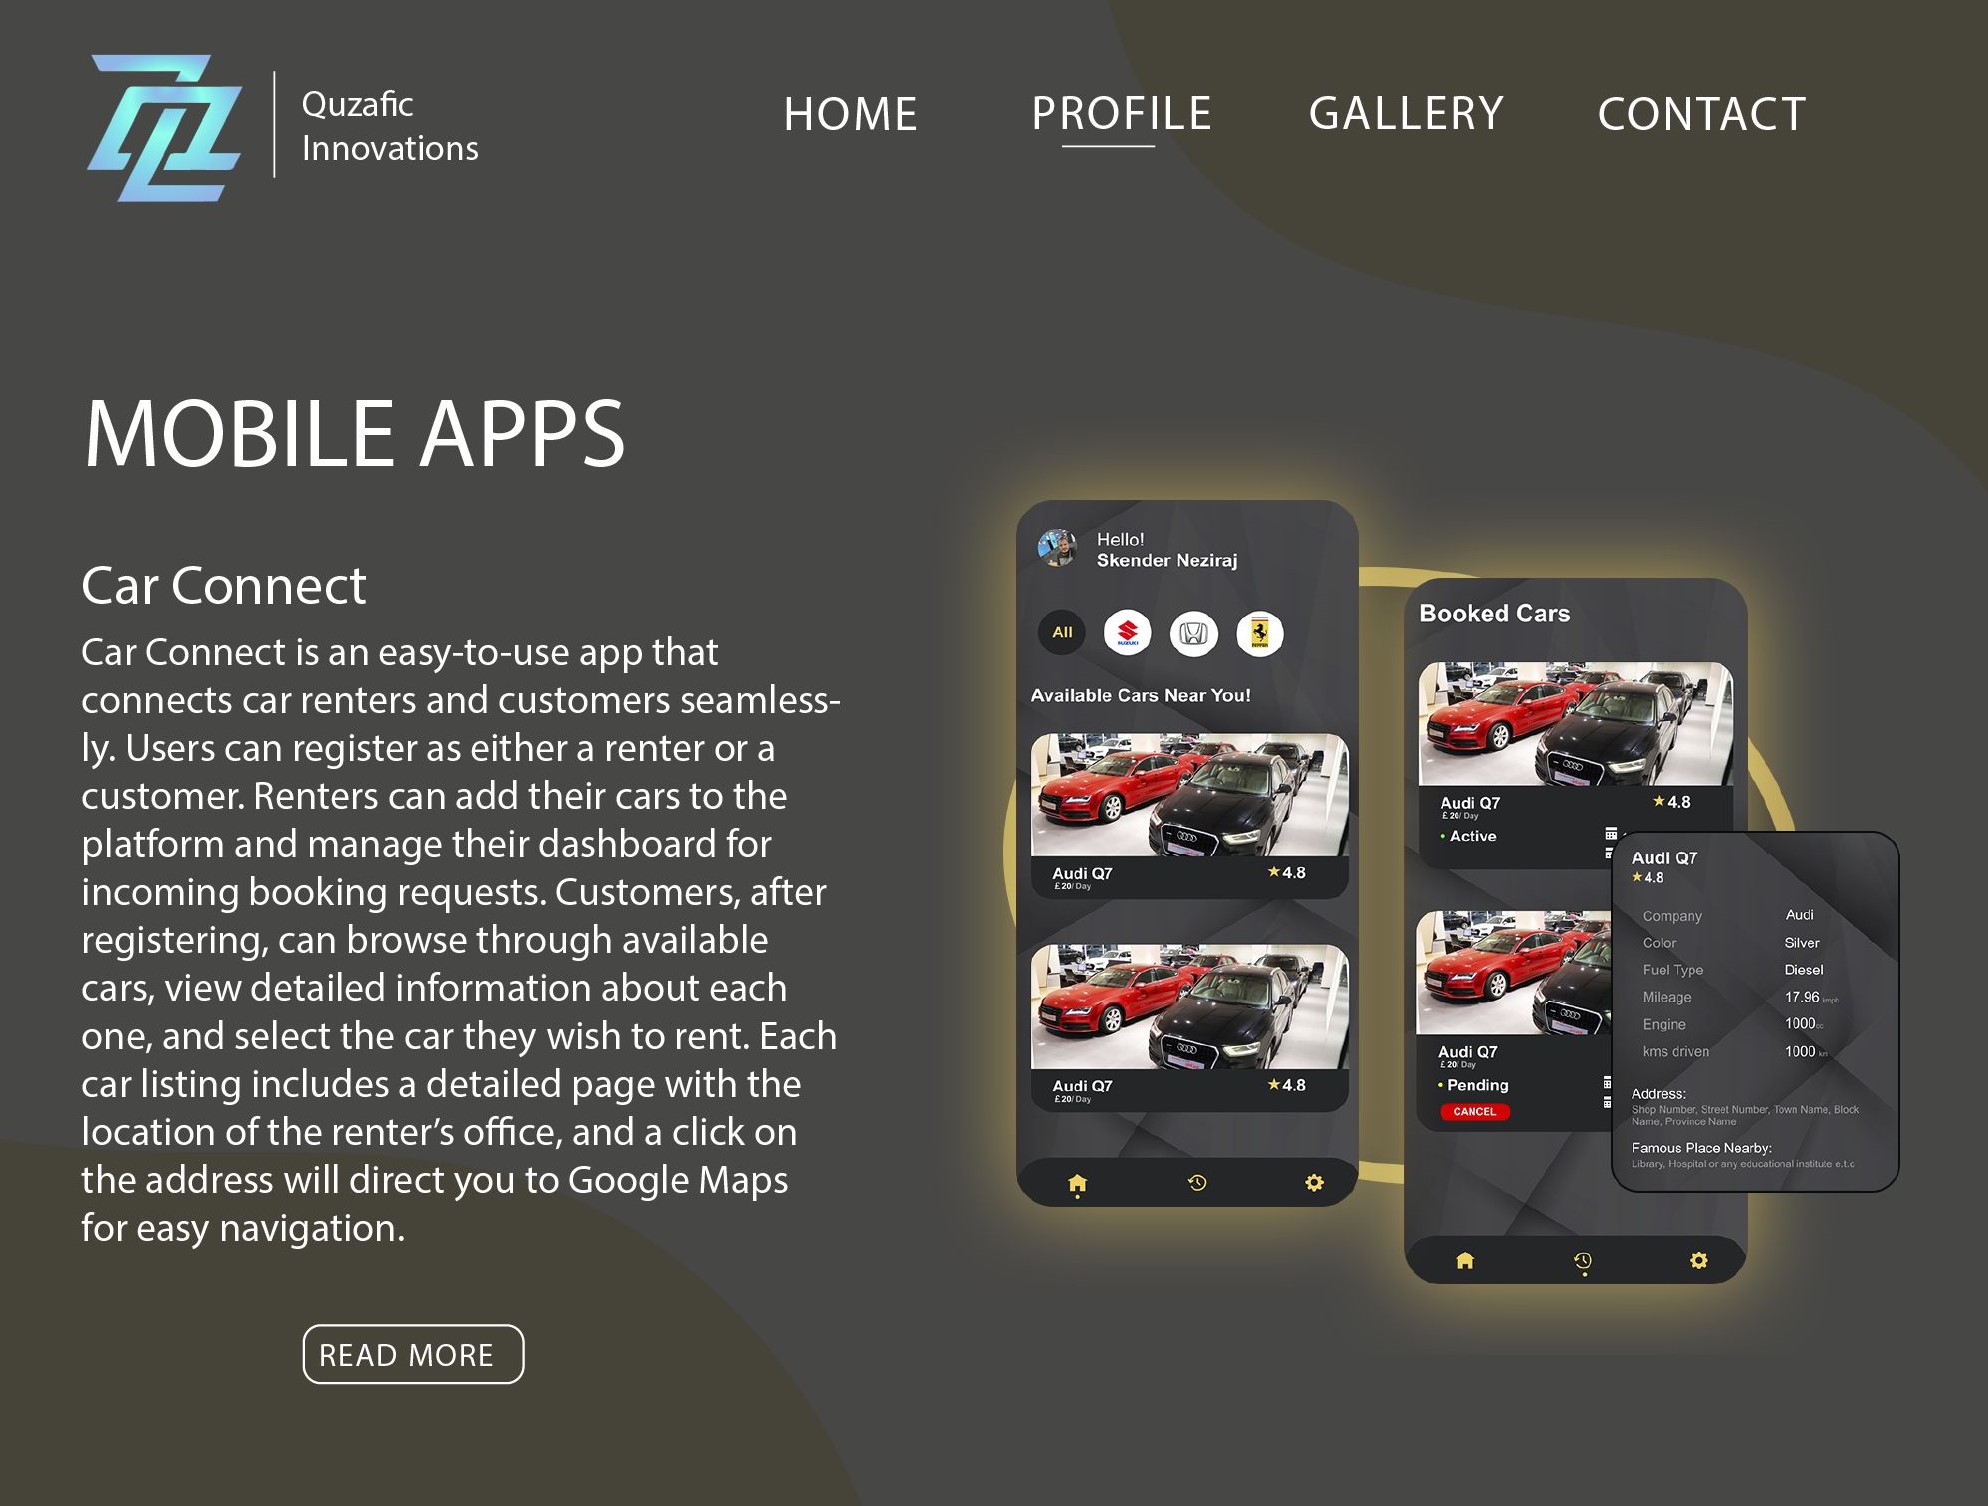 Quzafic
Innovations
HOME PROFILE GALLERY CONTACT
MOBILE APPS
Car Connect
Car Connect is an easy-to-use app that
connects car renters and customers seamless-
ly. Users can register as either a renter or a
customer. Renters can add their cars to the
platform and manage their dashboard for
incoming booking requests. Customers, after
registering, can browse through available
cars, view detailed information about each
one, and select the car they wish to rent. Each
car listing includes a detailed page with the
location of the renter’s office, and a click on
the address will direct you to Google Maps
for easy navigation.
READ MORE
Hello!
Skender Neziraj
All
SUZUKI
Available Cars Near You!
Audi Q7 4.8
£ 20/ Day
Audi Q7 4.8
£ 20/ Day
Booked Cars
Audi Q7 4.8
£ 20/ Day
Active
Audi Q7
£ 20/ Day
Pending
CANCEL
Audi Q7
4.8
Company Audi
Color Silver
Fuel Type Diesel
Mileage 17.96 kmph
Engine 1000cc
kms driven 1000 km
Address:
Shop Number, Street Number, Town Name, Block
Name, Province Name
Famous Place Nearby:
Library, Hospital or any educational institute e.t.c